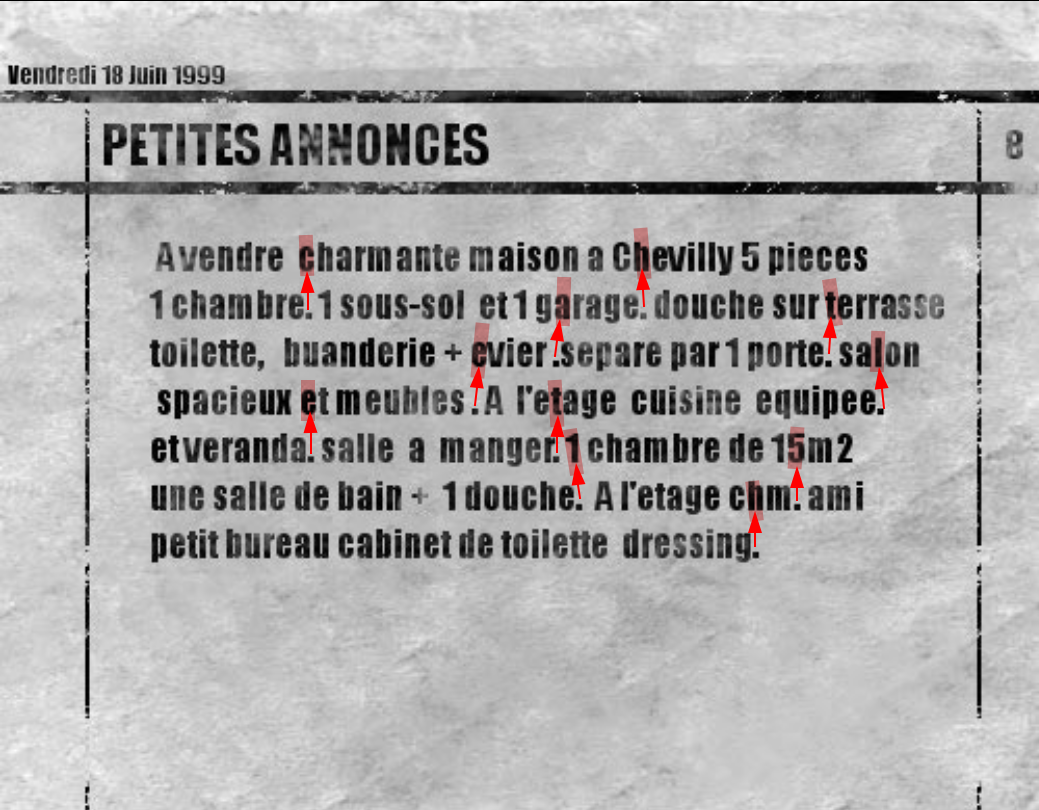 Vendredi 18 Juin 1999
PETITES ANNONCES
8
A vendre charmante maison a Chevilly 5 pieces
1 chambre. 1 sous-sol et 1 garage. douche sur terrasse
toilette, buanderie + evier .separe par 1 porte. salon
spacieux et meubles. A l'etage cuisine equipee.
et veranda. salle a manger. 1 chambre de 15m2
une salle de bain + 1 douche. A l'etage chm. ami
petit bureau cabinet de toilette dressing.